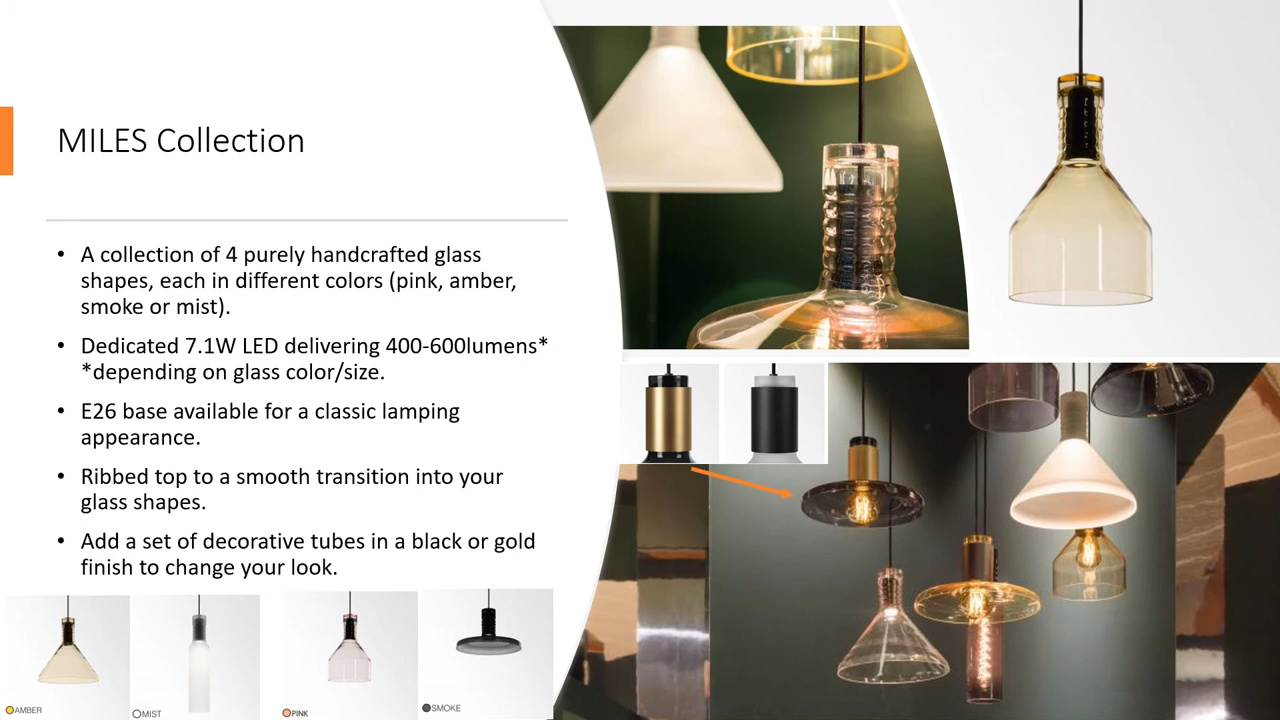 MILES Collection
• A collection of 4 purely handcrafted glass
shapes, each in different colors (pink, amber,
smoke or mist).
• Dedicated 7.1W LED delivering 400-600lumens*
*depending on glass color/size.
• E26 base available for a classic lamping
appearance.
• Ribbed top to a smooth transition into your
glass shapes.
• Add a set of decorative tubes in a black or gold
finish to change your look.
AMBER
MIST
PINK
SMOKE